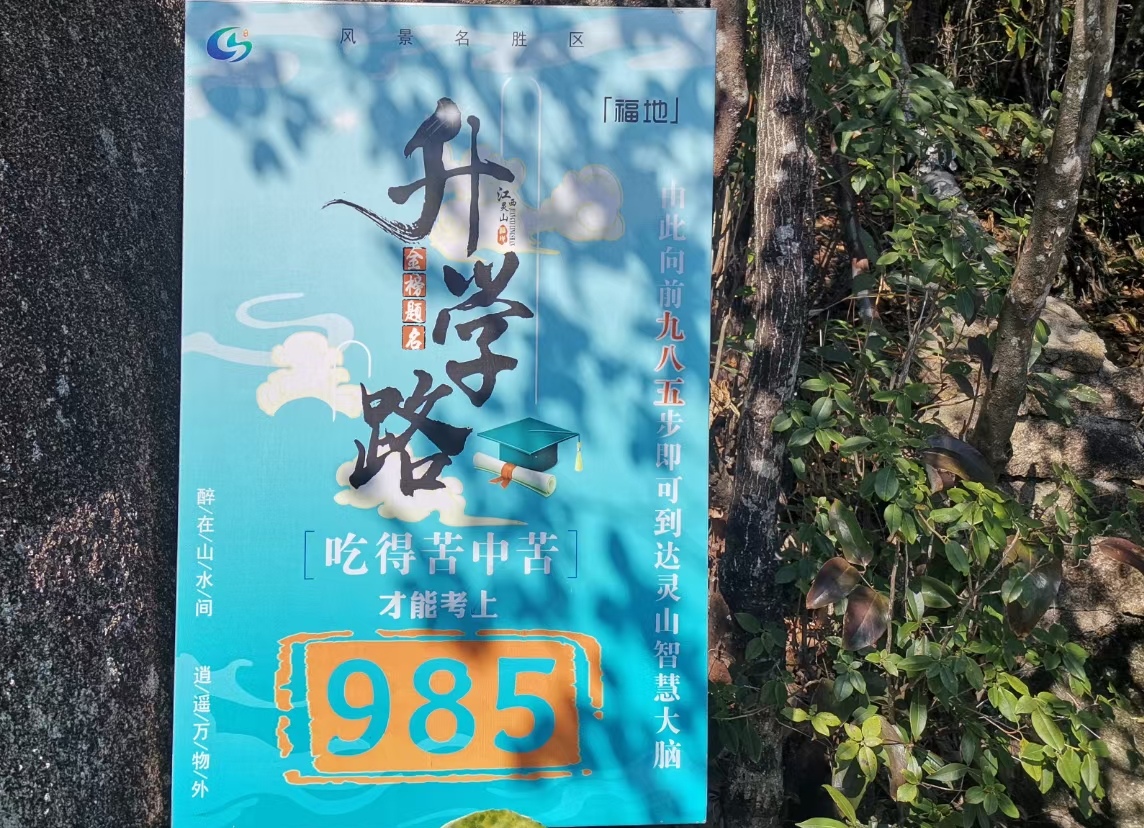 风景名胜区
「福地」
升学路
江西
灵山
金榜题名
由此向前九八五步即可到达灵山智慧大脑
吃得苦中苦
才能考上
985
醉/在/山/水/间
逍/遥/万/物/外